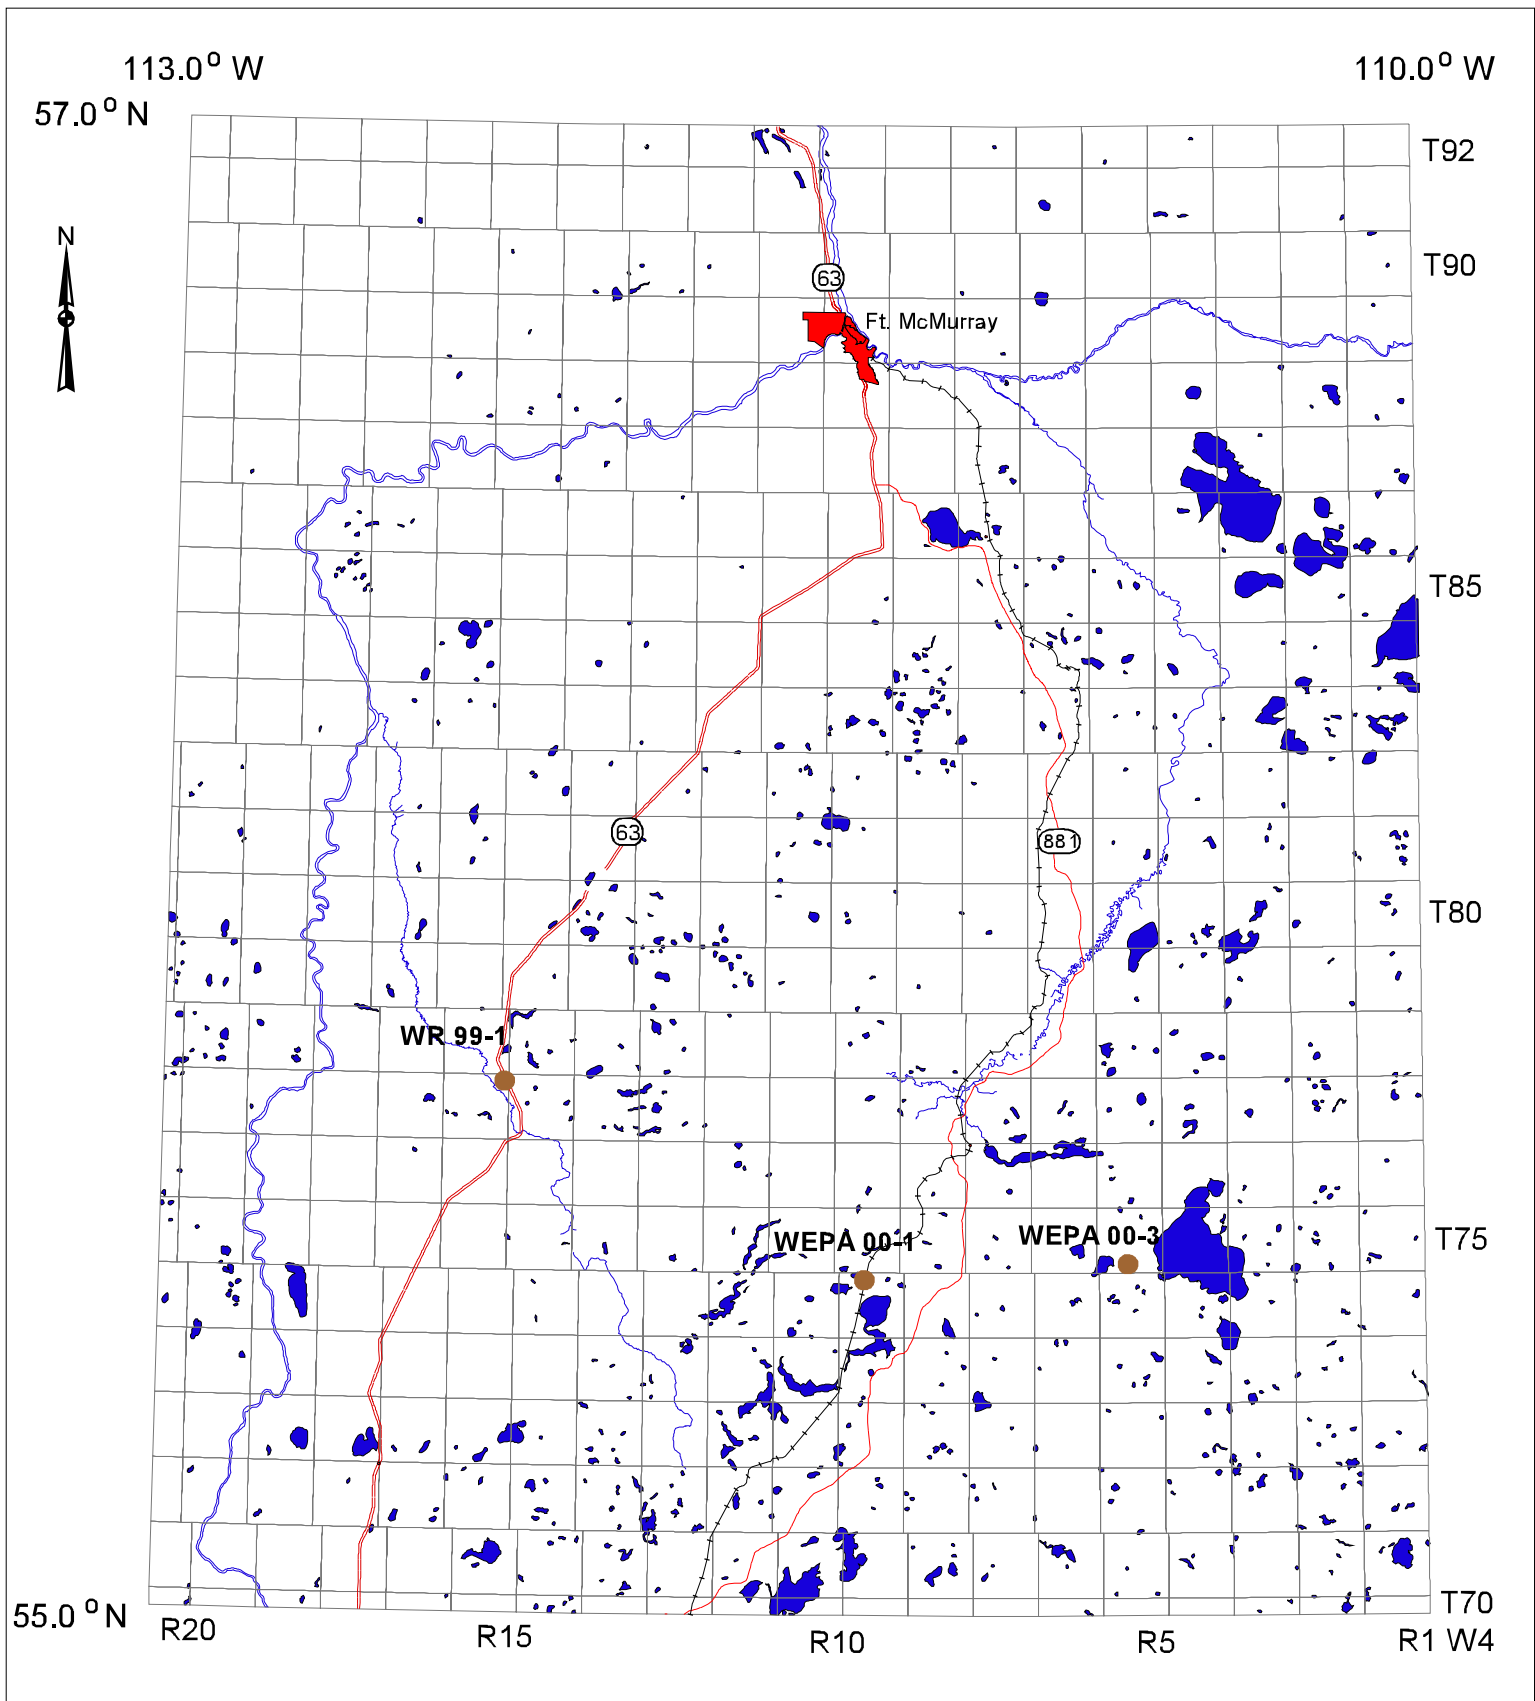 113.0° W
110.0° W
57.0° N
T92
N
T90
63
Ft. McMurray
T85
63
881
T80
WR 99-1
WEPA 00-1
WEPA 00-3
T75
55.0 °N
T70
R20
R15
R10
R5
R1 W4